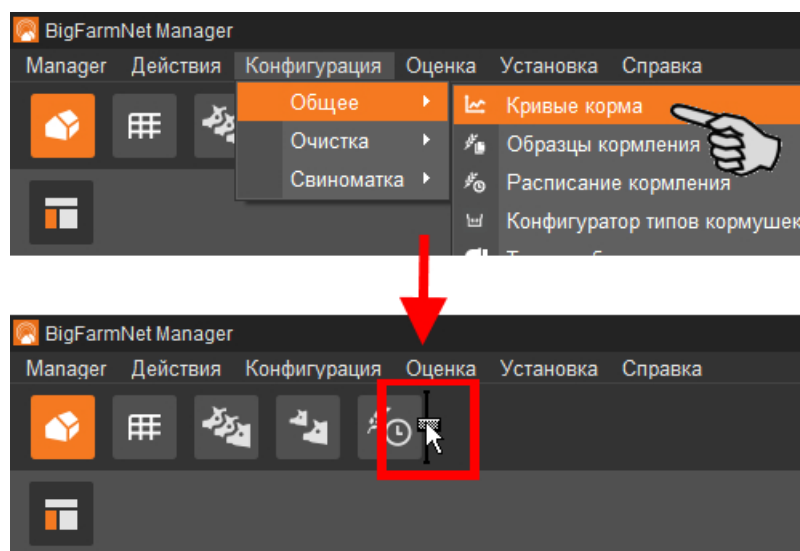 BigFarmNet Manager
Manager Действия Конфигурация Оценка Установка Справка
Общее Кривые корма
Очистка Образцы кормления
Свиноматка Расписание кормления
Конфигуратор типов кормушек
BigFarmNet Manager
Manager Действия Конфигурация Оценка Установка Справка